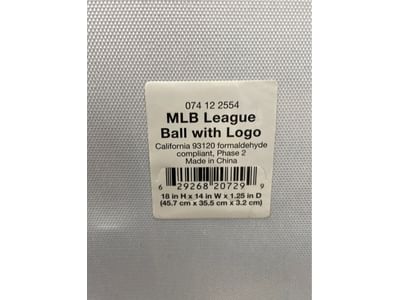 074 12 2554
MLB League
Ball with Logo
California 93120 formaldehyde
compliant, Phase 2
Made in China
6 29268 20729 9
18 in H x 14 in W x 1.25 in D
(45.7 cm x 35.5 cm x 3.2 cm)